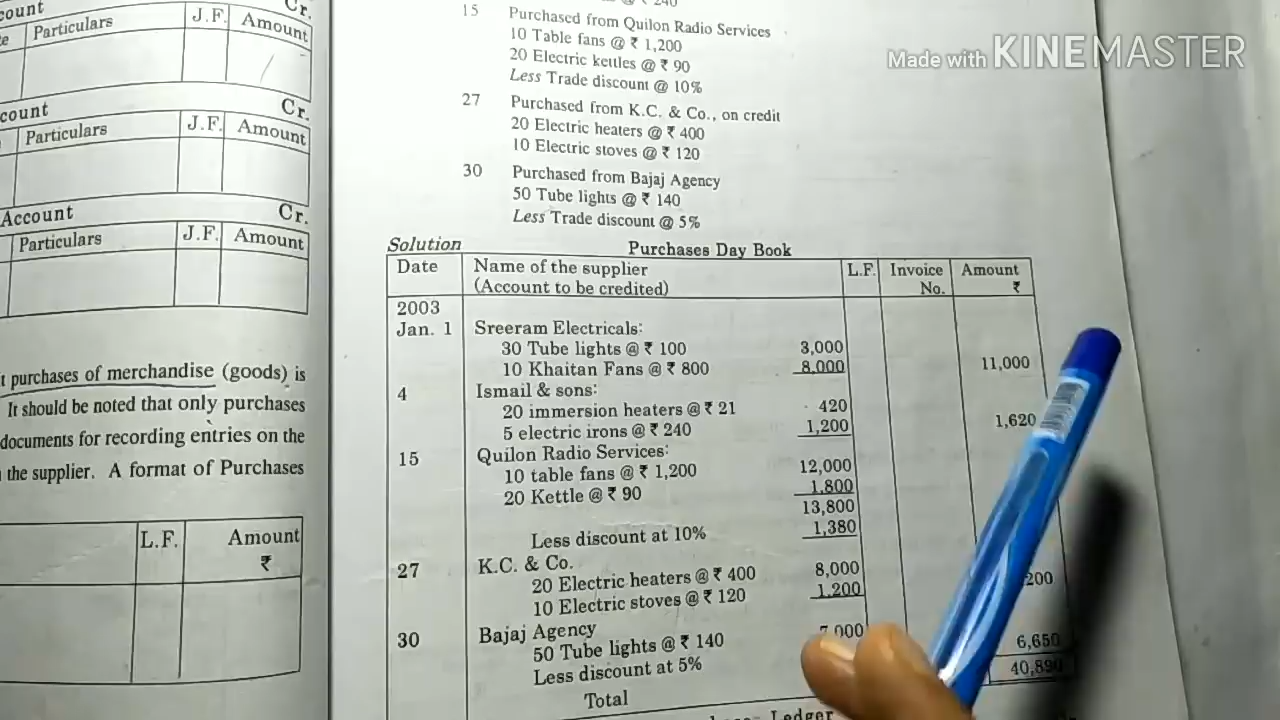 count
Cr.
Particulars J.F. Amount
count
Cr.
Particulars J.F. Amount
Account Cr.
Particulars J.F. Amount
purchases of merchandise (goods) is
It should be noted that only purchases
documents for recording entries on the
the supplier. A format of Purchases
L.F. Amount
₹
Made with KINEMASTER
15 Purchased from Quilon Radio Services
10 Table fans @ ₹ 1,200
20 Electric kettles @ ₹ 90
Less Trade discount @ 10%
27 Purchased from K.C. & Co., on credit
20 Electric heaters @ ₹ 400
10 Electric stoves @ ₹ 120
30 Purchased from Bajaj Agency
50 Tube lights @ ₹ 140
Less Trade discount @ 5%
Solution Purchases Day Book
Date Name of the supplier L.F. Invoice Amount
(Account to be credited) No. ₹
2003
Jan. 1 Sreeram Electricals:
30 Tube lights @ ₹ 100 3,000
10 Khaitan Fans @ ₹ 800 8,000 11,000
4 Ismail & sons:
20 immersion heaters @ ₹ 21 420
5 electric irons @ ₹ 240 1,200 1,620
15 Quilon Radio Services:
10 table fans @ ₹ 1,200 12,000
20 Kettle @ ₹ 90 1,800
13,800
Less discount at 10% 1,380
27 K.C. & Co.
20 Electric heaters @ ₹ 400 8,000
10 Electric stoves @ ₹ 120 1,200 200
30 Bajaj Agency
50 Tube lights @ ₹ 140 7,000
Less discount at 5% 6,650
Total 40,890
Ledger